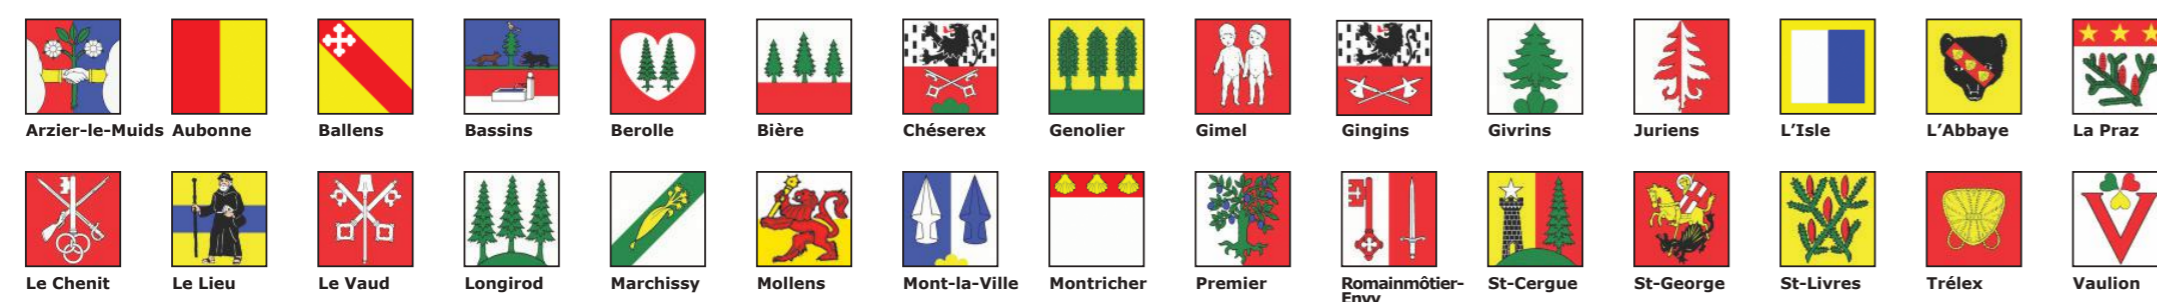 Arzier-le-Muids Aubonne Ballens Bassins Berolle Bière Chéserex Genolier Gimel Gingins Givrins Juriens L'Isle L'Abbaye La Praz
Le Chenit Le Lieu Le Vaud Longirod Marchissy Mollens Mont-la-Ville Montricher Premier Romainmôtier- St-Cergue St-George St-Livres Trélex Vaulion
Envy